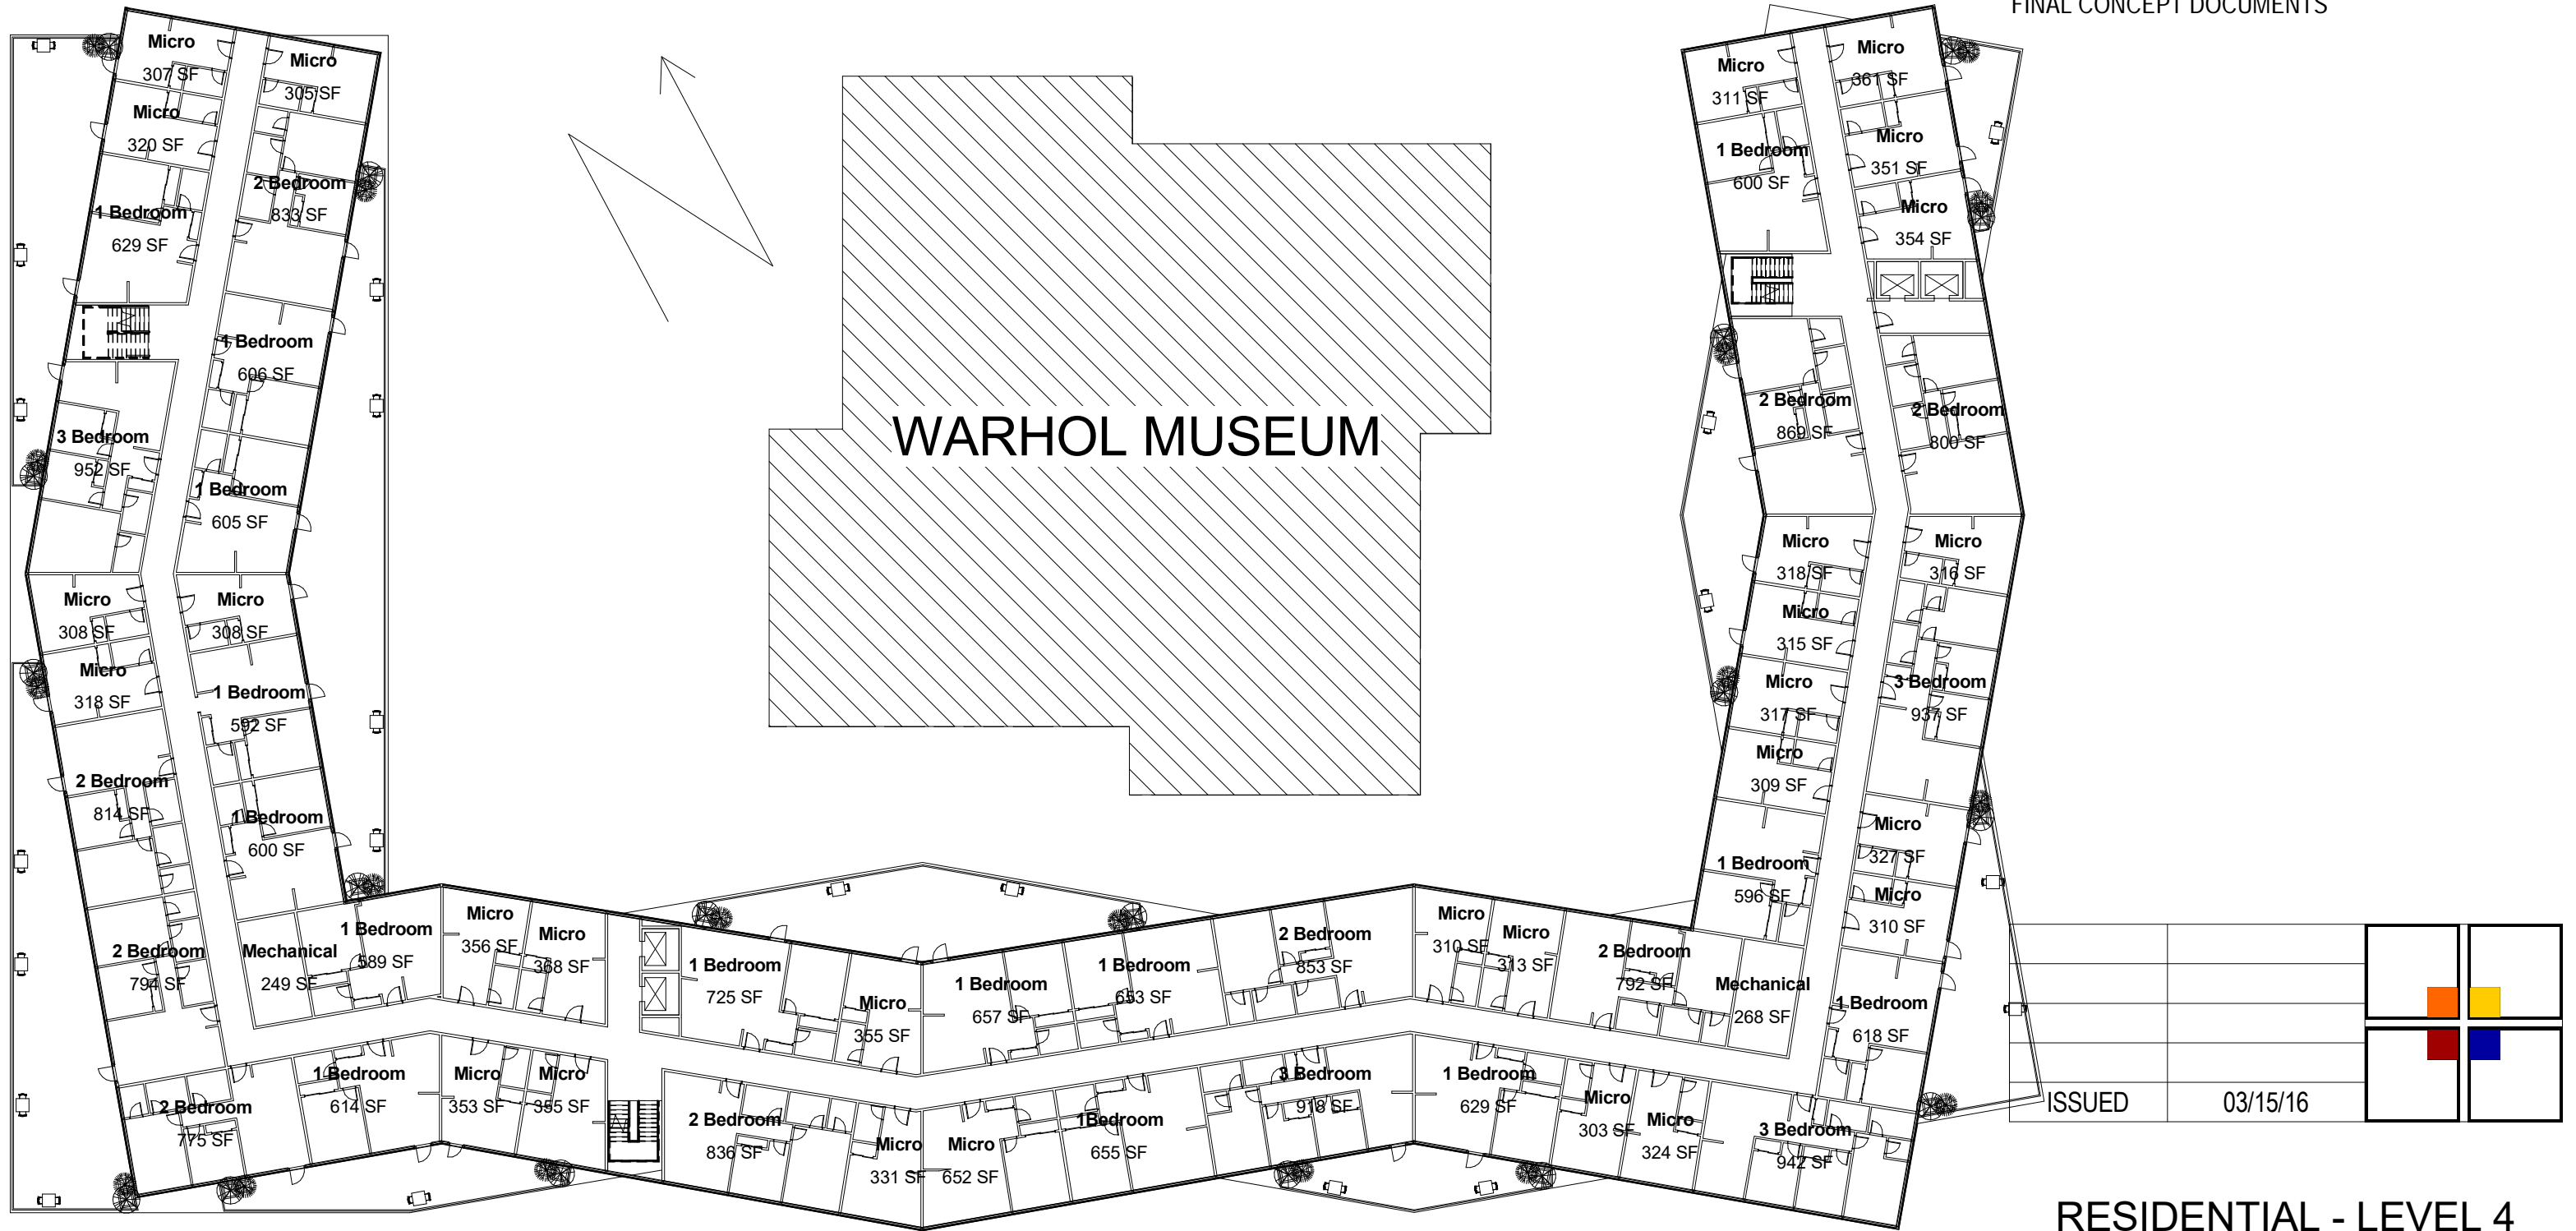 FINAL CONCEPT DOCUMENTS
Micro
307 SF
Micro
305 SF
Micro
320 SF
2 Bedroom
833 SF
1 Bedroom
629 SF
1 Bedroom
606 SF
3 Bedroom
952 SF
1 Bedroom
605 SF
Micro
308 SF
Micro
308 SF
Micro
318 SF
1 Bedroom
592 SF
2 Bedroom
814 SF
1 Bedroom
600 SF
2 Bedroom
794 SF
Mechanical
249 SF
1 Bedroom
589 SF
Micro
356 SF
Micro
368 SF
1 Bedroom
725 SF
Micro
355 SF
1 Bedroom
657 SF
1 Bedroom
653 SF
2 Bedroom
853 SF
Micro
310 SF
Micro
313 SF
2 Bedroom
792 SF
Mechanical
268 SF
2 Bedroom
775 SF
1 Bedroom
614 SF
Micro
353 SF
Micro
355 SF
2 Bedroom
836 SF
Micro
331 SF
Micro
652 SF
1Bedroom
655 SF
3 Bedroom
918 SF
1 Bedroom
629 SF
Micro
303 SF
Micro
324 SF
3 Bedroom
942 SF
WARHOL MUSEUM
Micro
311 SF
Micro
361 SF
1 Bedroom
600 SF
Micro
351 SF
Micro
354 SF
2 Bedroom
869 SF
2 Bedroom
800 SF
Micro
318 SF
Micro
316 SF
Micro
315 SF
Micro
317 SF
3 Bedroom
937 SF
Micro
309 SF
Micro
327 SF
1 Bedroom
596 SF
Micro
310 SF
1 Bedroom
618 SF
ISSUED
03/15/16
RESIDENTIAL - LEVEL 4